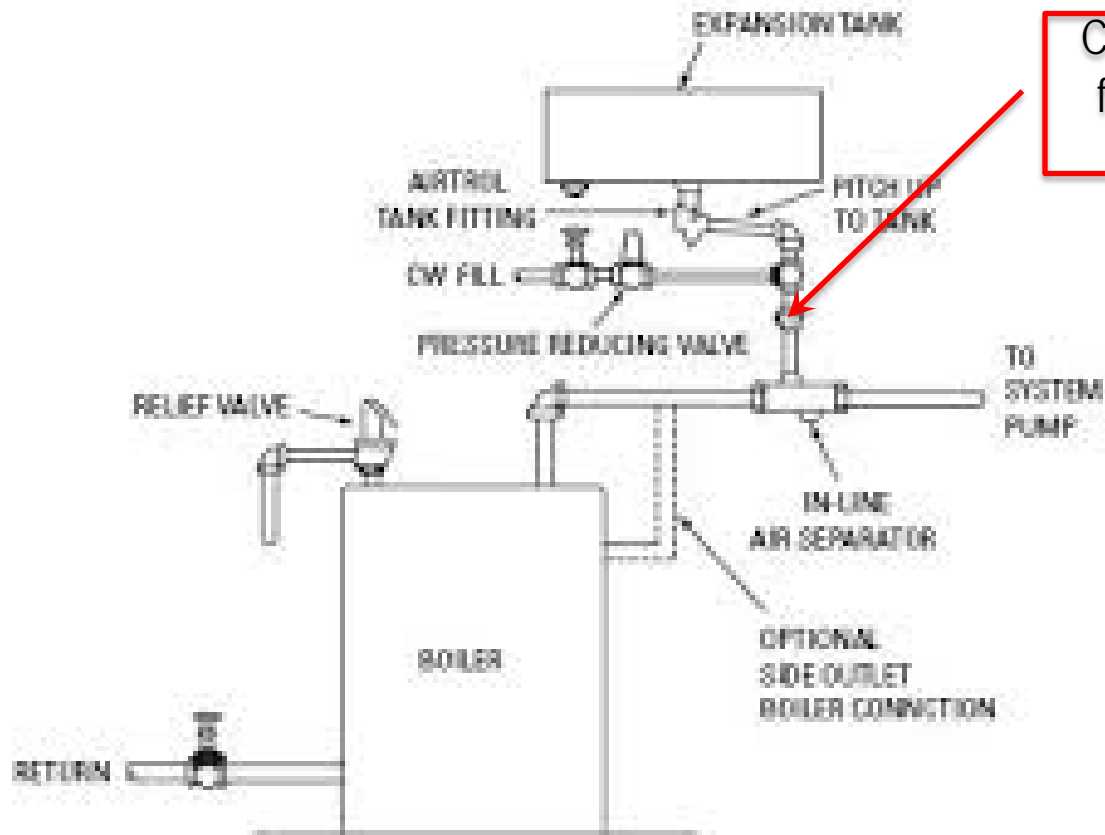 EXPANSION TANK
C
f
AIRTROL
TANK FITTING
PITCH UP
TO TANK
CW FILL
PRESSURE REDUCING VALVE
TO
SYSTEM
PUMP
RELIEF VALVE
IN-LINE
AIR SEPARATOR
OPTIONAL
SIDE OUTLET
BOILER CONNCTION
BOILER
RETURN